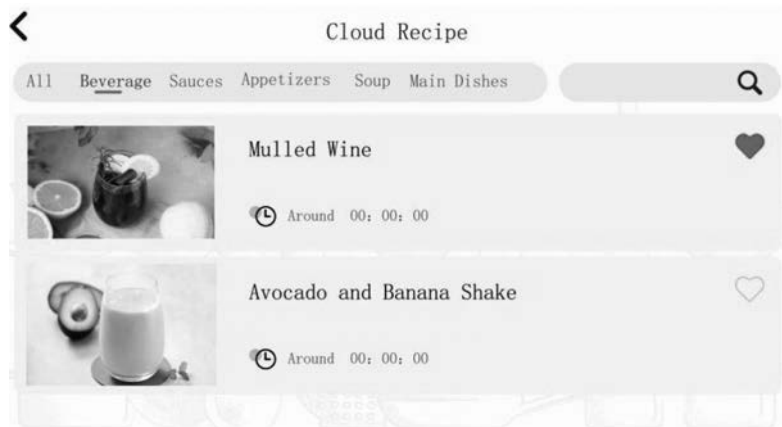 Cloud Recipe
All Beverage Sauces Appetizers Soup Main Dishes
Mulled Wine
Around 00: 00: 00
Avocado and Banana Shake
Around 00: 00: 00